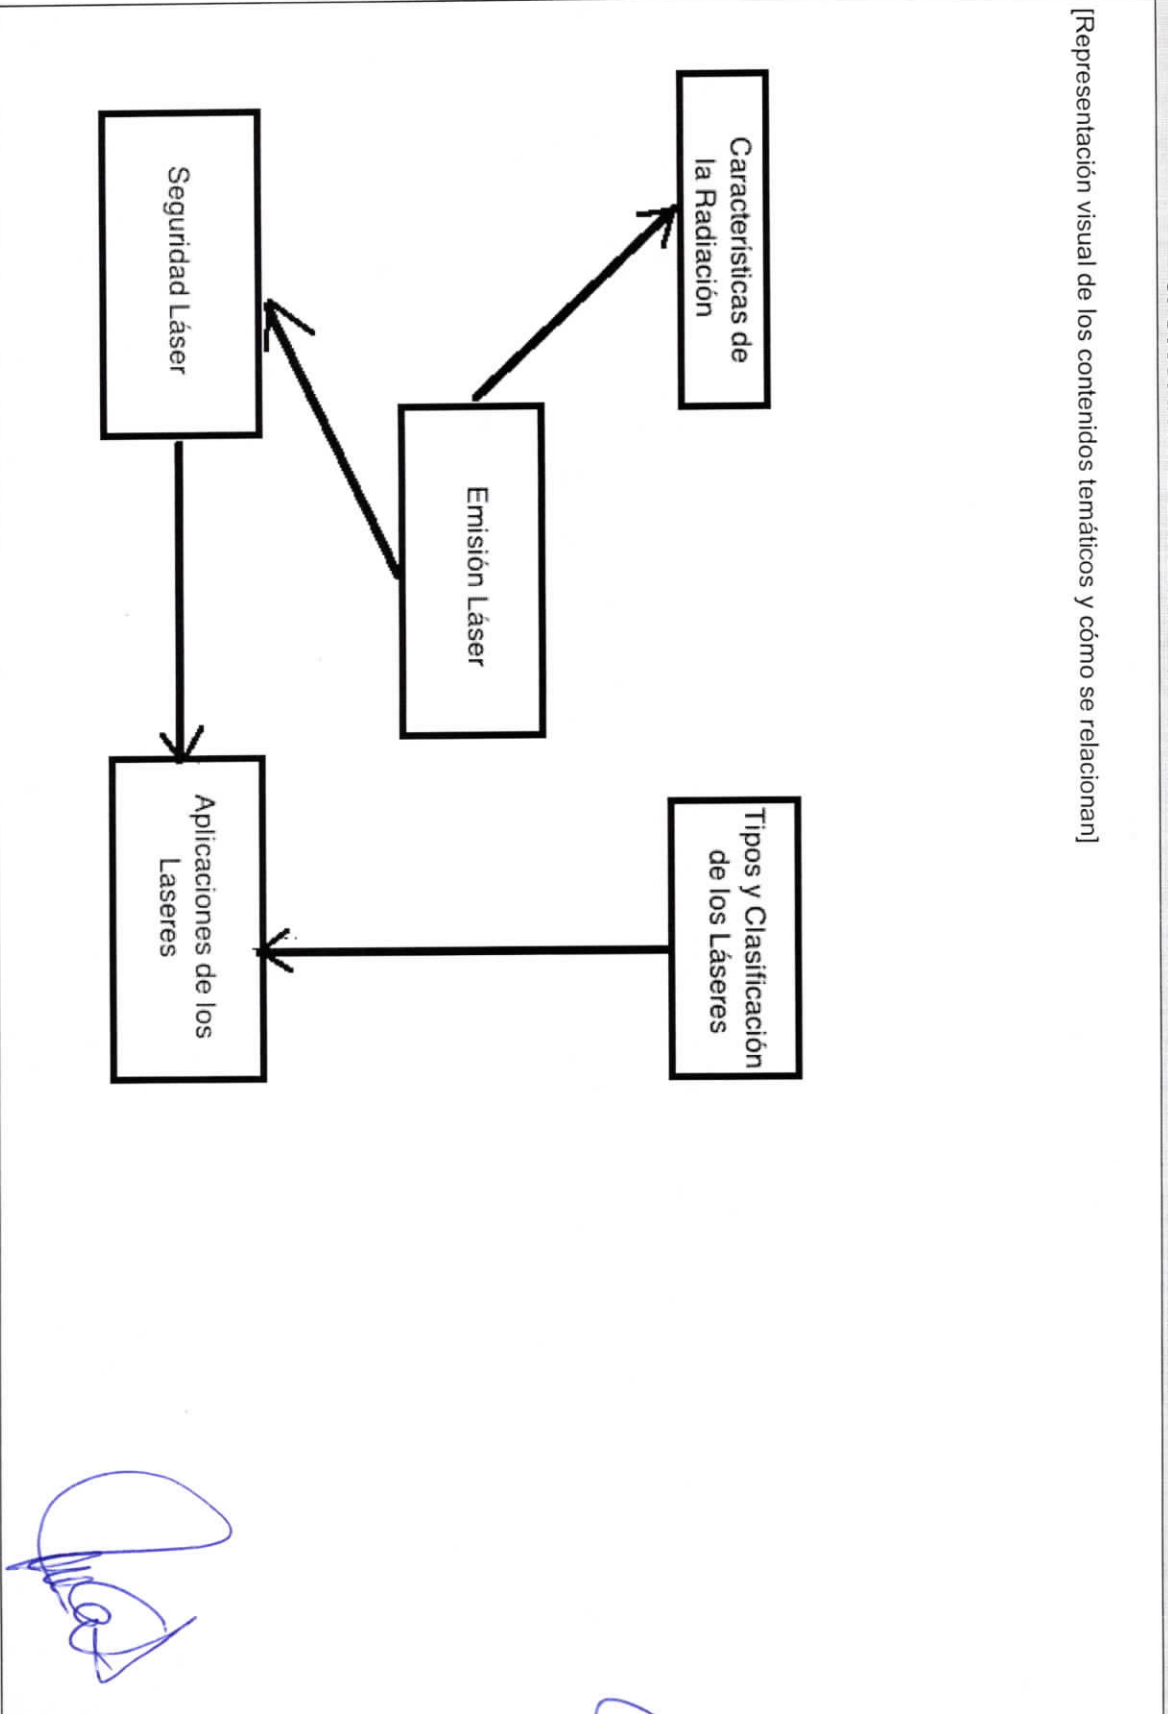 [Representación visual de los contenidos temáticos y cómo se relacionan]
Características de
la Radiación
Tipos y Clasificación
de los Láseres
Emisión Láser
Seguridad Láser
Aplicaciones de los
Laseres